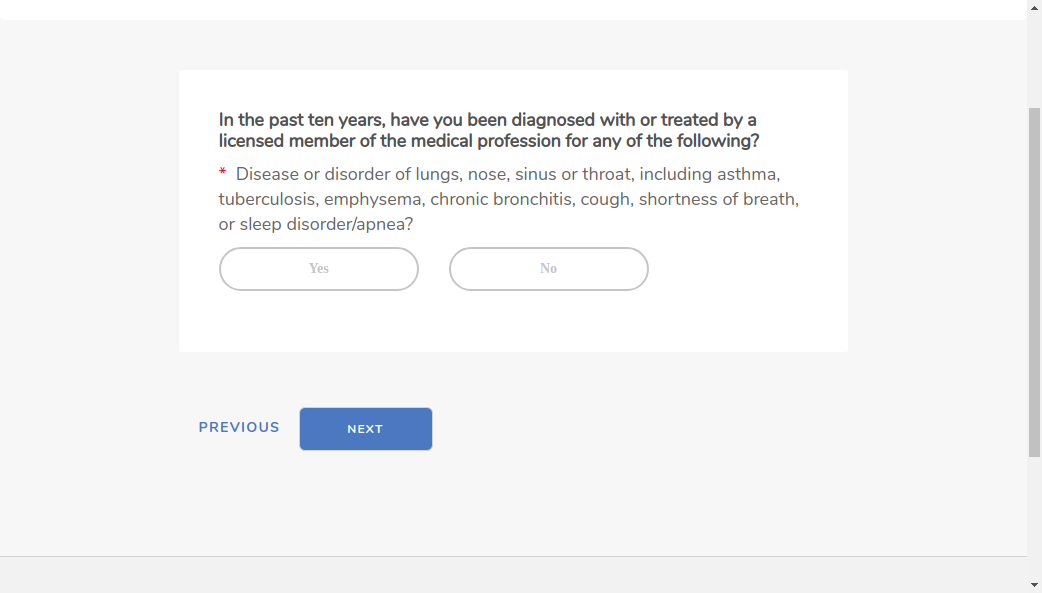 In the past ten years, have you been diagnosed with or treated by a
licensed member of the medical profession for any of the following?
* Disease or disorder of lungs, nose, sinus or throat, including asthma,
tuberculosis, emphysema, chronic bronchitis, cough, shortness of breath,
or sleep disorder/apnea?
Yes No
PREVIOUS NEXT